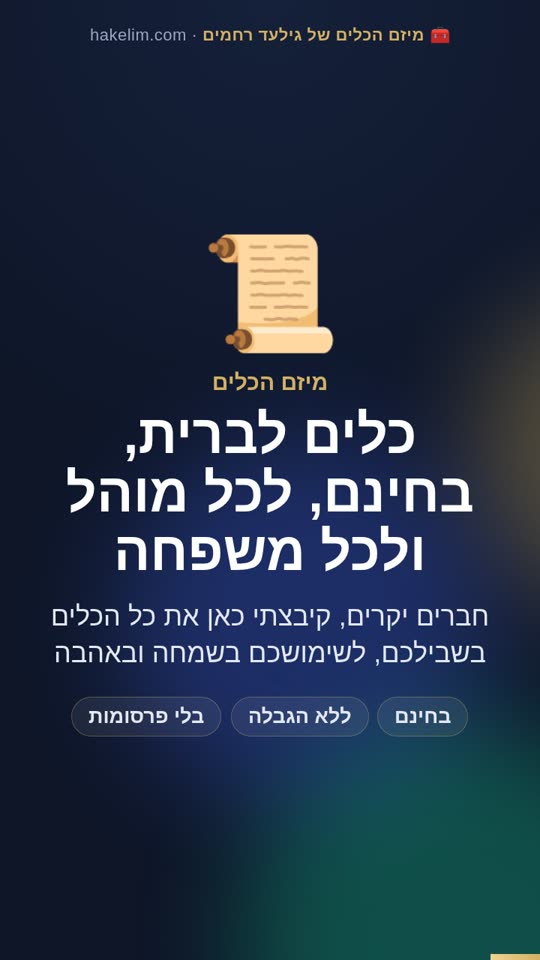 🧰 מיזם הכלים של גילעד רחמים · hakelim.com
מיזם הכלים
כלים לברית,
בחינם, לכל מוהל
ולכל משפחה
חברים יקרים, קיבצתי כאן את כל הכלים
בשבילכם, לשימושכם בשמחה ובאהבה
בחינם
ללא הגבלה
בלי פרסומות